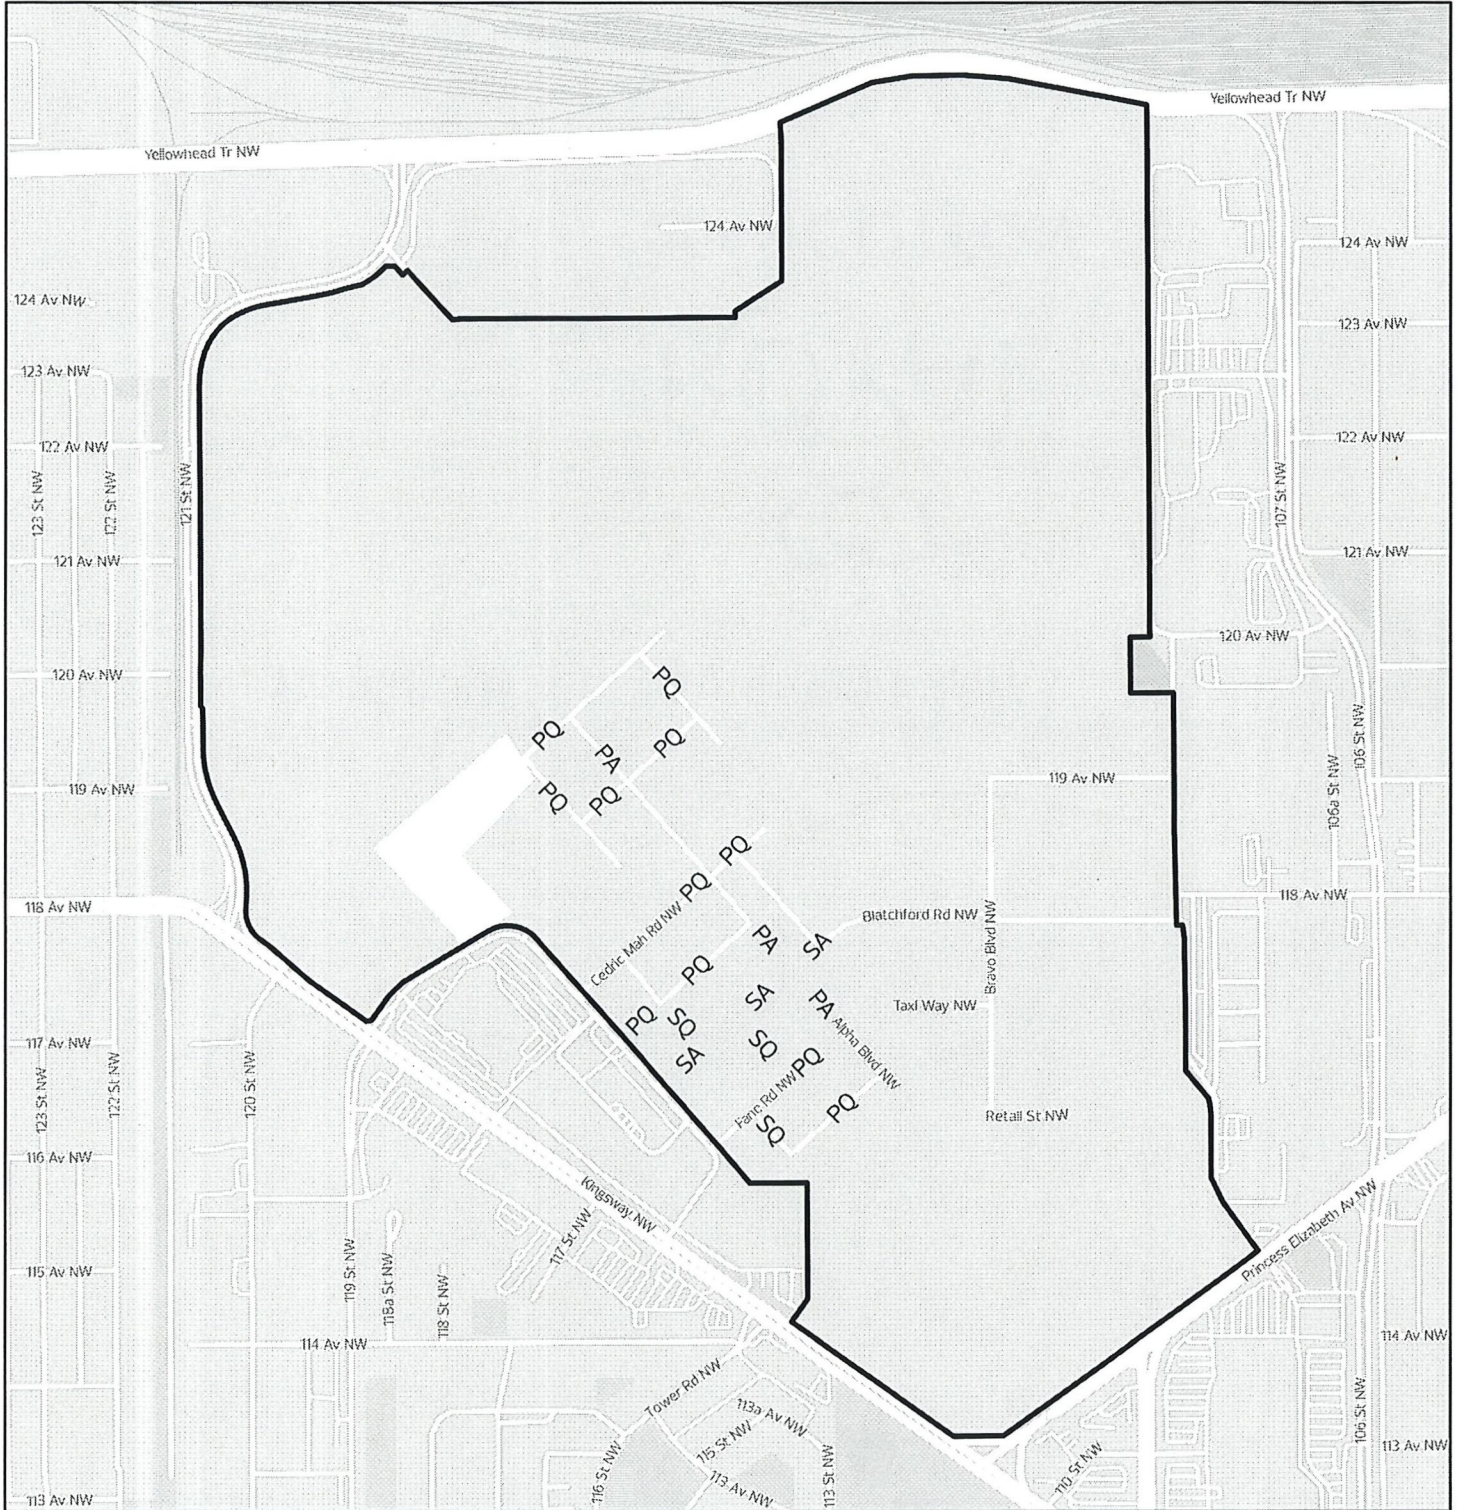 Yellowhead Tr NW
Yellowhead Tr NW
124 Av NW
124 Av NW
124 Av NW
123 Av NW
123 Av NW
122 Av NW
122 Av NW
123 St NW
122 St NW
121 St NW
107 St NW
121 Av NW
121 Av NW
120 Av NW
120 Av NW
PQ
PQ
PQ
PA
106 St NW
119 Av NW
119 Av NW
PQ
PQ
106a St NW
PQ
PQ
118 Av NW
118 Av NW
Cedric Mah Rd NW
Blatchford Rd NW
Bravo Blvd NW
PA
SA
PQ
SA
PA
Taxi Way NW
PQ
SQ
SQ
SA
PQ
Alpha Blvd NW
117 Av NW
123 St NW
122 St NW
120 St NW
Fane Rd NW
PQ
SQ
Retail St NW
116 Av NW
Kingsway NW
117 St NW
Princess Elizabeth Av NW
115 Av NW
119 St NW
118a St NW
118 St NW
114 Av NW
114 Av NW
Tower Rd NW
113a Av NW
115 St NW
116 St NW
113 Av NW
113 St NW
110 St NW
106 St NW
113 Av NW
113 Av NW